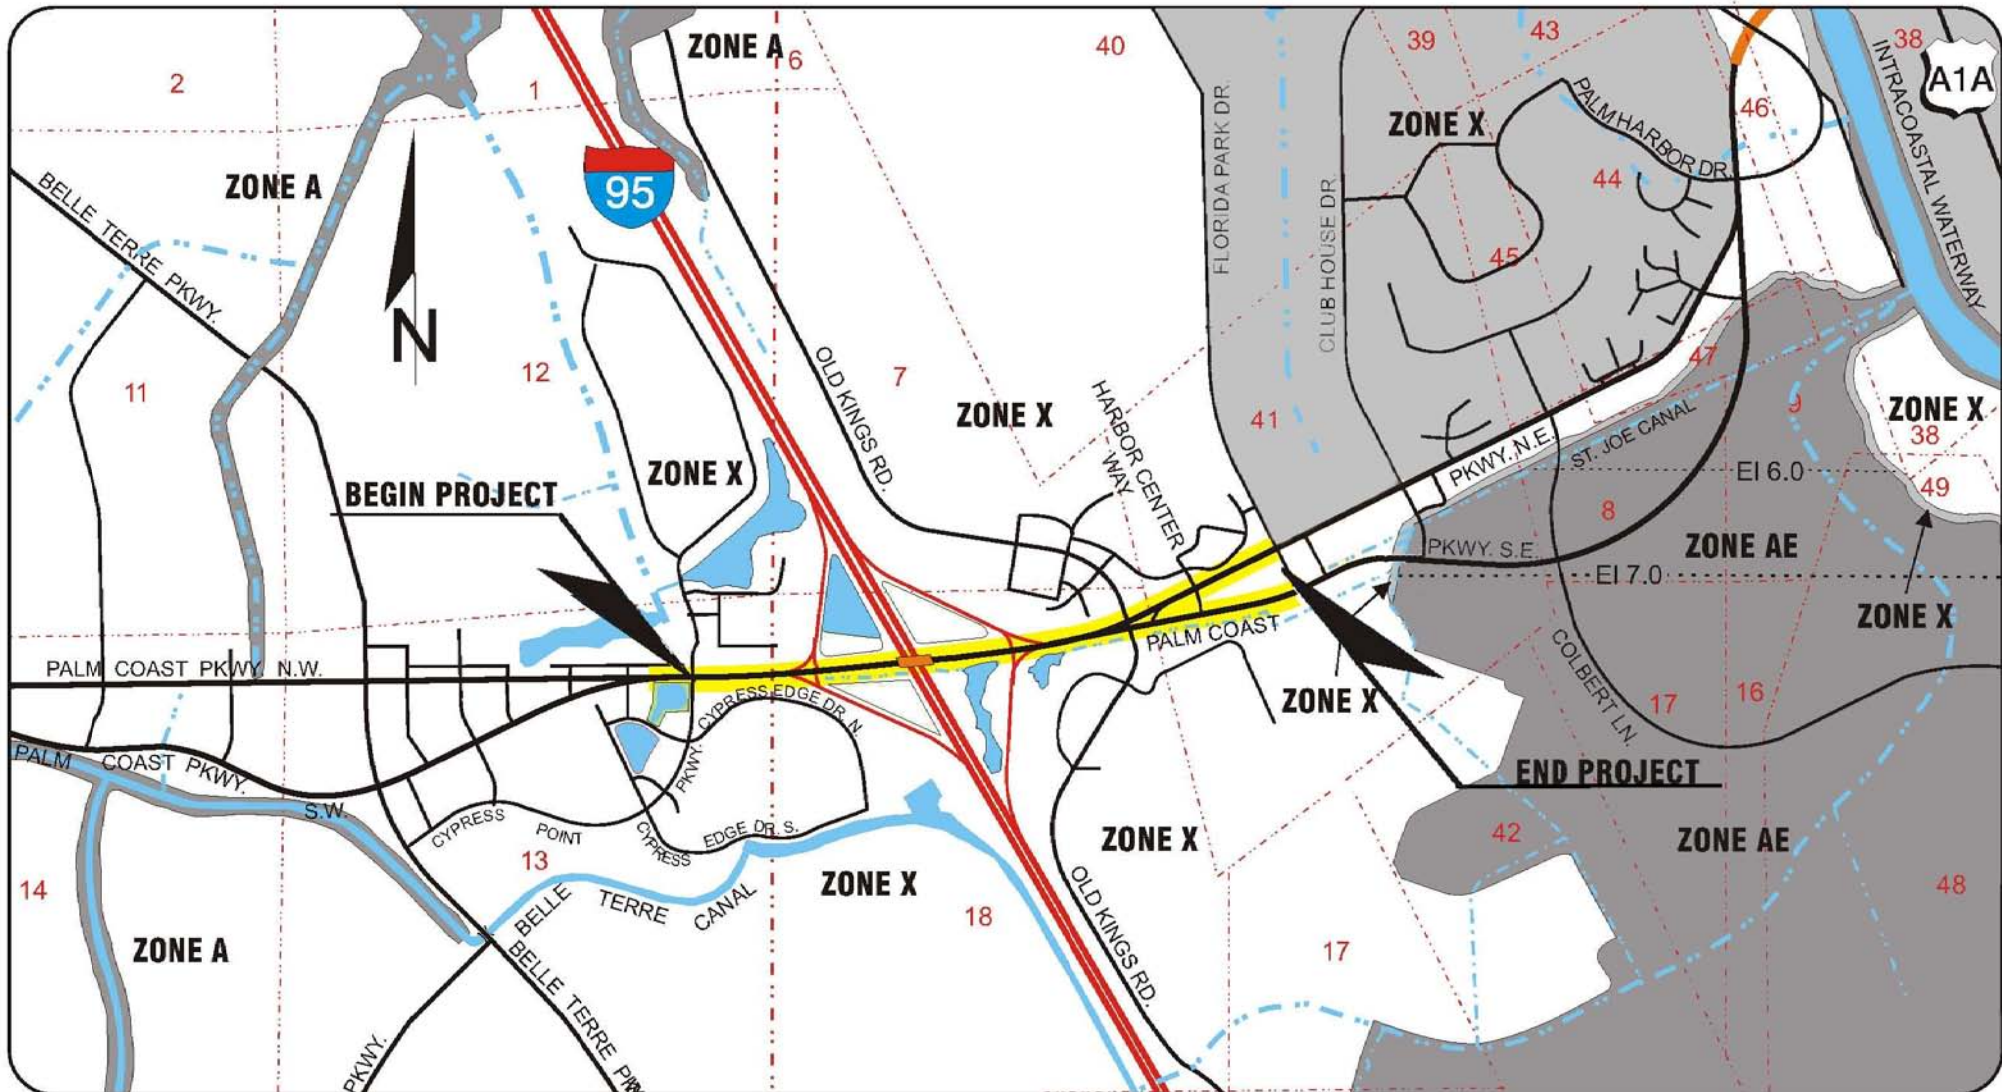 ZONE A
6
40
39
43
38
A1A
2
1
INTRACOASTAL WATERWAY
ZONE X
PALM HARBOR DR.
46
FLORIDA PARK DR.
ZONE A
95
44
BELLE TERRE PKWY.
CLUB HOUSE DR.
45
N
11
12
OLD KINGS RD.
7
47
ZONE X
HARBOR CENTER
WAY
41
9
ZONE X
38
ST. JOE CANAL
PKWY. N.E.
ZONE X
EI 6.0
49
BEGIN PROJECT
8
PKWY. S.E.
ZONE AE
EI 7.0
ZONE X
PALM COAST
PALM COAST PKWY N.W.
COLBERT LN.
CYPRESS EDGE DR. N.
ZONE X
17
16
PKWY.
PALM COAST PKWY.
S.W.
END PROJECT
CYPRESS POINT
CYPRESS
EDGE DR. S.
ZONE X
42
ZONE AE
13
14
ZONE X
48
BELLE TERRE CANAL
18
OLD KINGS RD.
17
ZONE A
BELLE TERRE
PKWY.